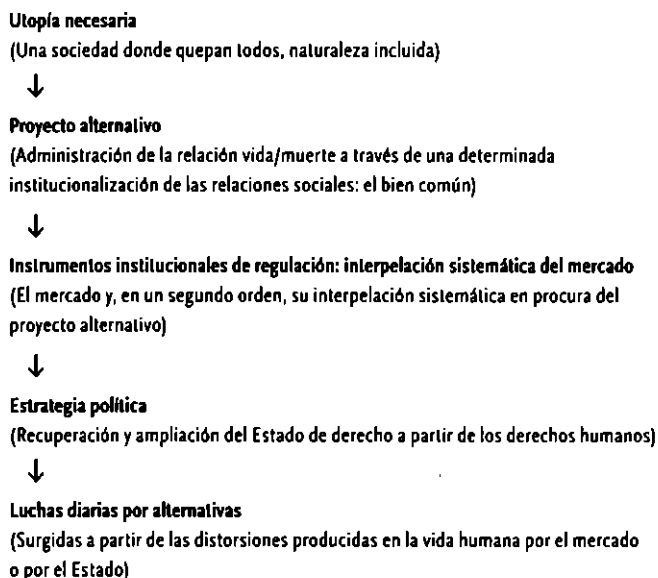 Utopía necesaria
(Una sociedad donde quepan todos, naturaleza incluida)
↓
Proyecto alternativo
(Administración de la relación vida/muerte a través de una determinada
institucionalización de las relaciones sociales: el bien común)
↓
Instrumentos institucionales de regulación: interpelación sistemática del mercado
(El mercado y, en un segundo orden, su interpelación sistemática en procura del
proyecto alternativo)
↓
Estrategia política
(Recuperación y ampliación del Estado de derecho a partir de los derechos humanos)
↓
Luchas diarias por alternativas
(Surgidas a partir de las distorsiones producidas en la vida humana por el mercado
o por el Estado)